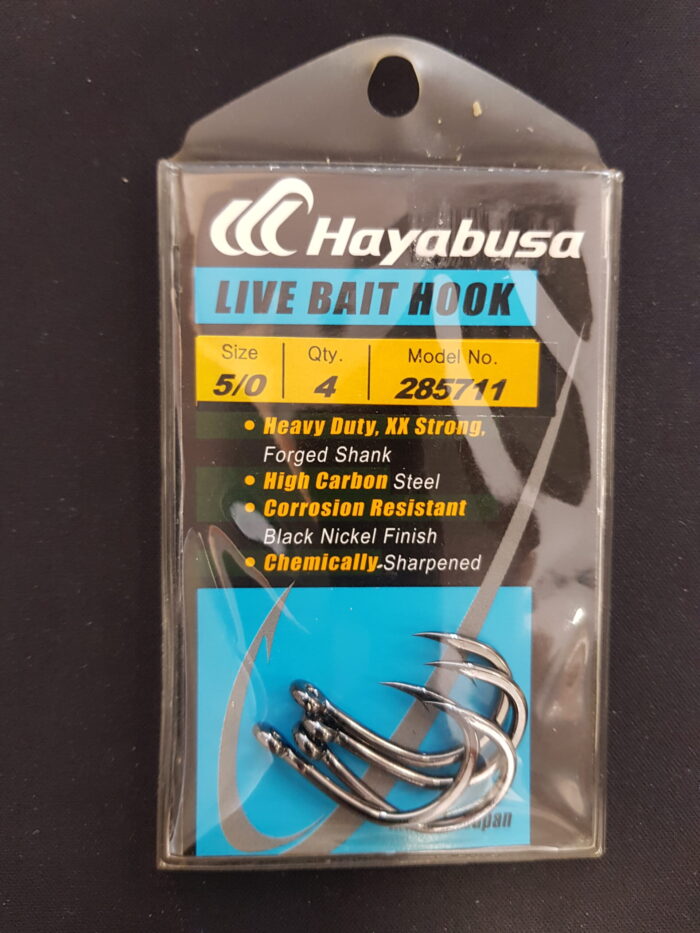 Hayabusa
LIVE BAIT HOOK
Size Qty. Model No.
5/0 4 285711
• Heavy Duty, XX Strong,
Forged Shank
• High Carbon Steel
• Corrosion Resistant
Black Nickel Finish
• Chemically Sharpened